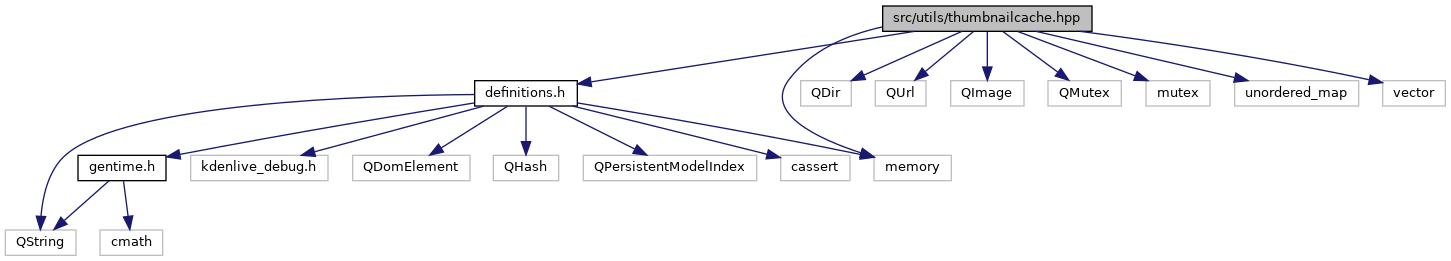 src/utils/thumbnailcache.hpp
definitions.h
QDir
QUrl
QImage
QMutex
mutex
unordered_map
vector
gentime.h
kdenlive_debug.h
QDomElement
QHash
QPersistentModelIndex
cassert
memory
QString
cmath